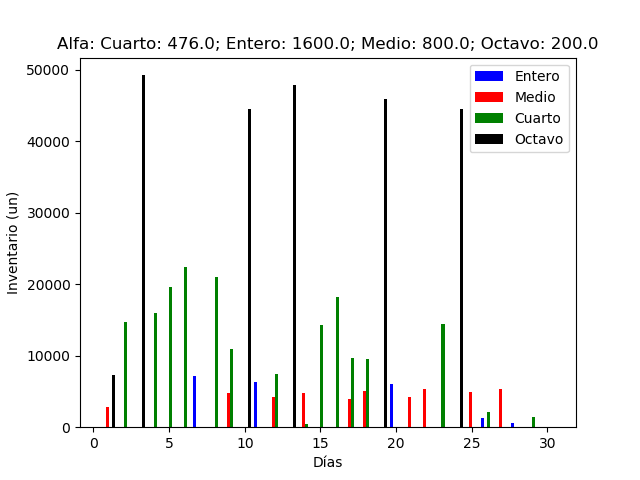 Alfa: Cuarto: 476.0; Entero: 1600.0; Medio: 800.0; Octavo: 200.0
50000
40000
30000
20000
10000
0
Inventario (un)
Entero
Medio
Cuarto
Octavo
0 5 10 15 20 25 30
Días